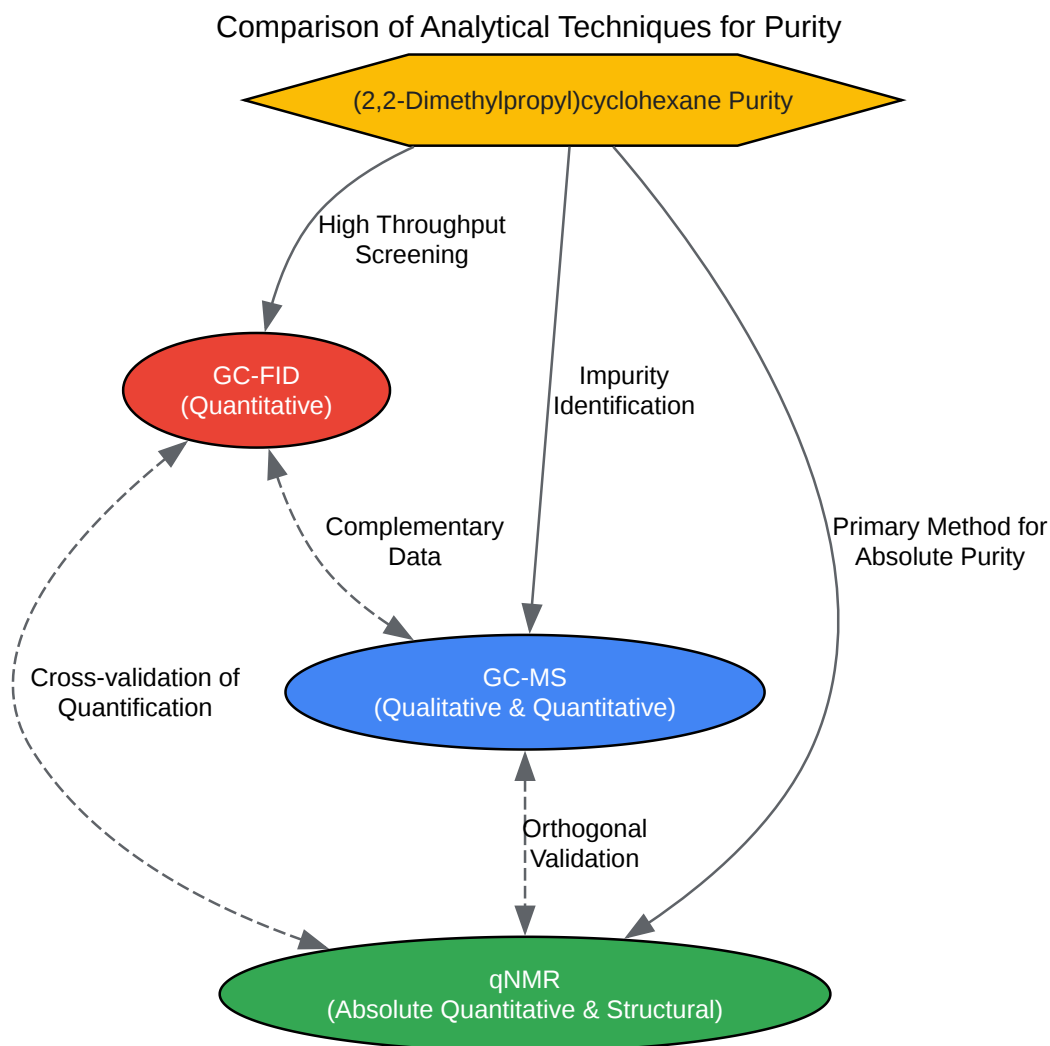 Comparison of Analytical Techniques for Purity
(2,2-Dimethylpropyl)cyclohexane Purity
High Throughput
Screening
GC-FID
(Quantitative)
Impurity
Identification
Complementary
Data
Primary Method for
Absolute Purity
Cross-validation of
Quantification
GC-MS
(Qualitative & Quantitative)
Orthogonal
Validation
qNMR
(Absolute Quantitative & Structural)